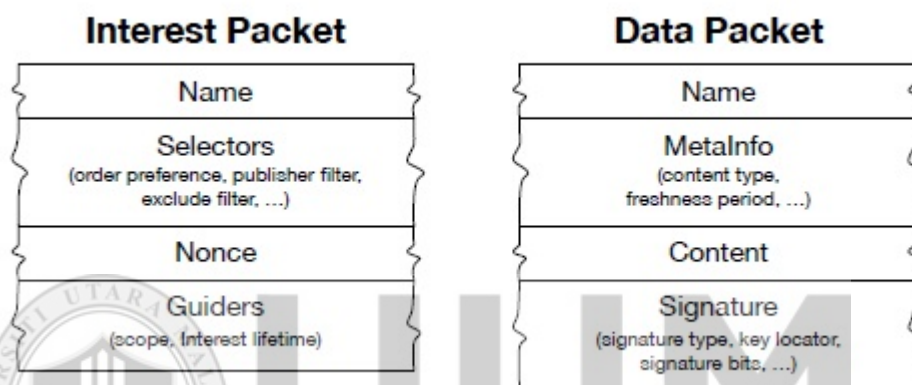 Interest Packet
Name
Selectors
(order preference, publisher filter,
exclude filter, ...)
Nonce
Guiders
(scope, Interest lifetime)
Data Packet
Name
MetaInfo
(content type,
freshness period, ...)
Content
Signature
(signature type, key locator,
signature bits, ...)
UTARA